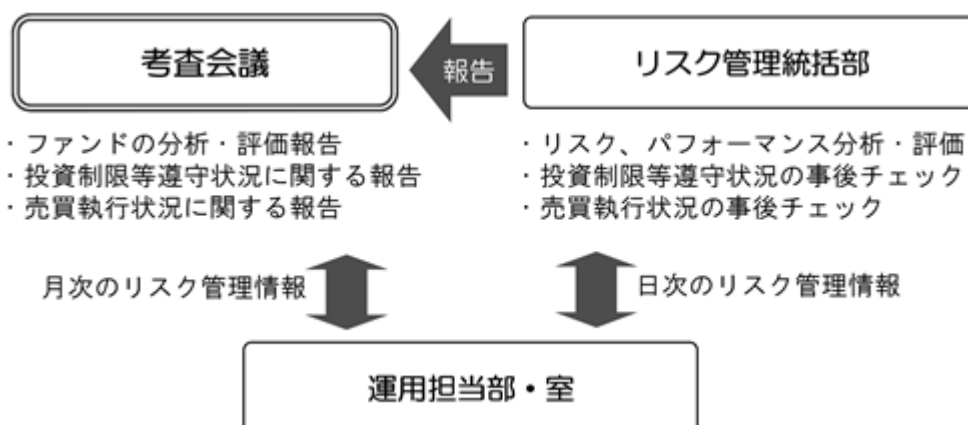 考査会議
報告
リスク管理統括部
・ファンドの分析・評価報告
・投資制限等遵守状況に関する報告
・売買執行状況に関する報告
・リスク、パフォーマンス分析・評価
・投資制限等遵守状況の事後チェック
・売買執行状況の事後チェック
月次のリスク管理情報
日次のリスク管理情報
運用担当部・室